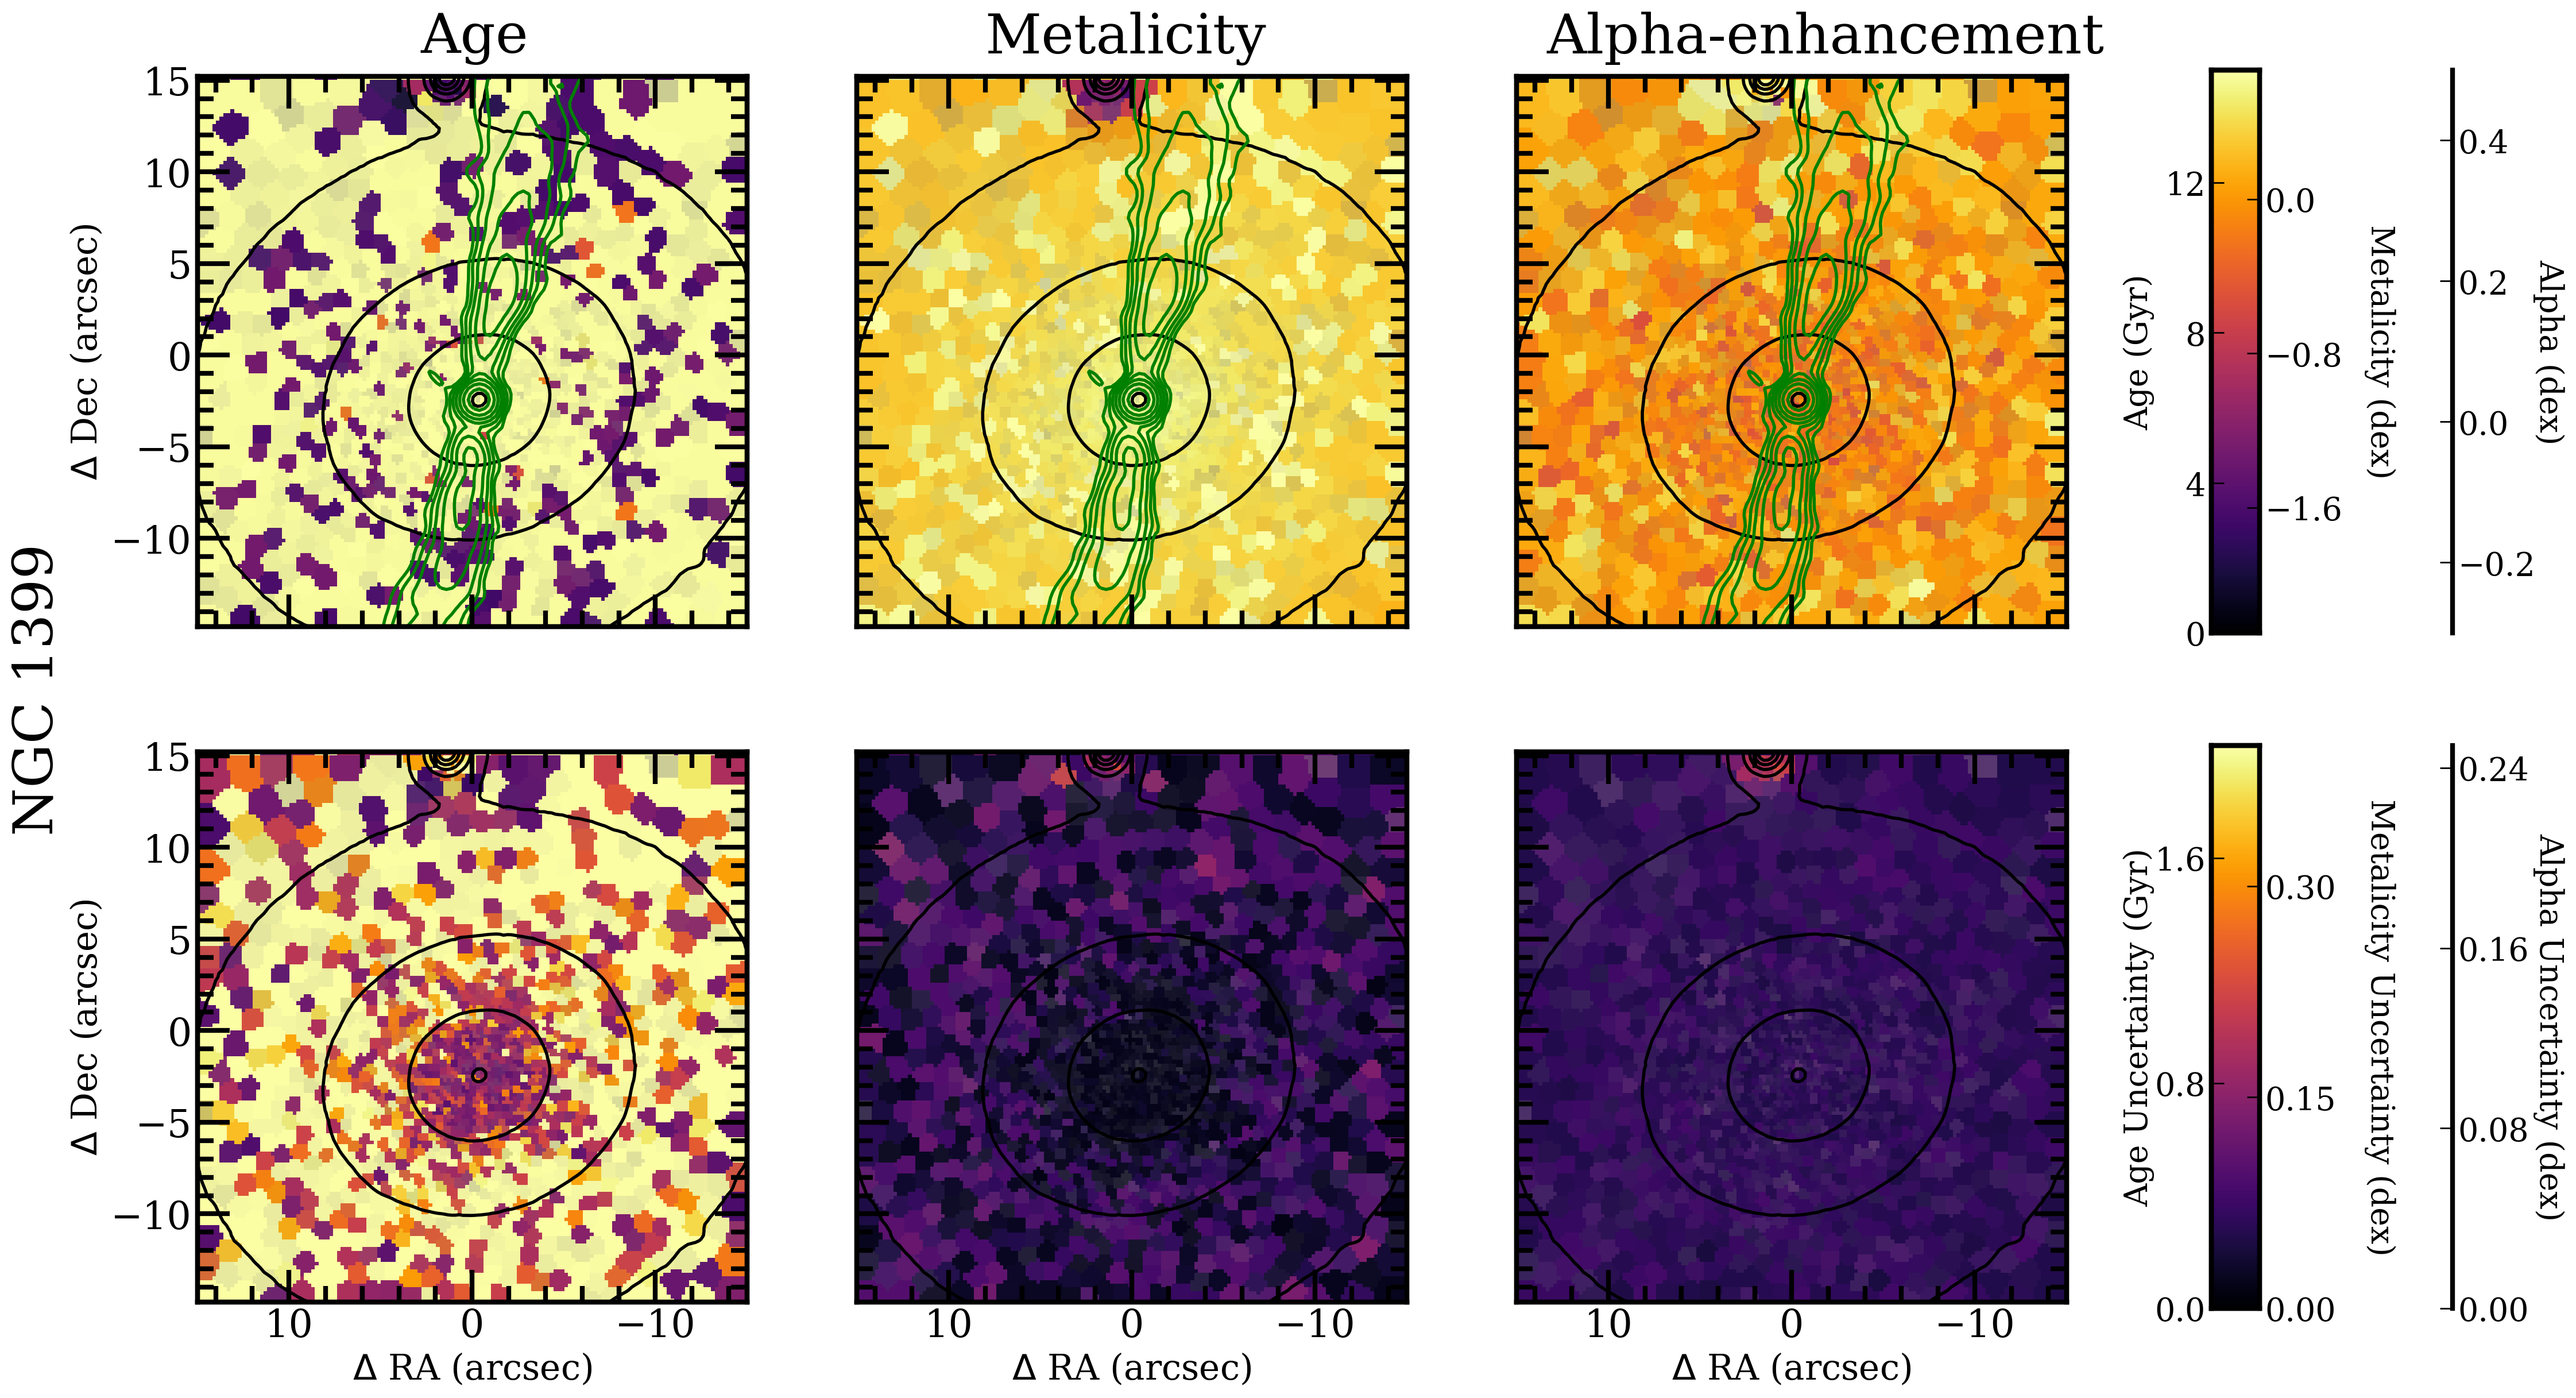 Age
Metalicity
Alpha-enhancement
NGC 1399
Δ Dec (arcsec)
15
10
5
0
−5
−10
12
8
4
0
Age (Gyr)
0.0
−0.8
−1.6
Metalicity (dex)
0.4
0.2
0.0
−0.2
Alpha (dex)
Δ Dec (arcsec)
15
10
5
0
−5
−10
10 0 −10
Δ RA (arcsec)
10 0 −10
Δ RA (arcsec)
10 0 −10
Δ RA (arcsec)
Age Uncertainty (Gyr)
1.6
0.8
0.0
0.30
0.15
0.00
Metalicity Uncertainty (dex)
0.24
0.16
0.08
0.00
Alpha Uncertainty (dex)